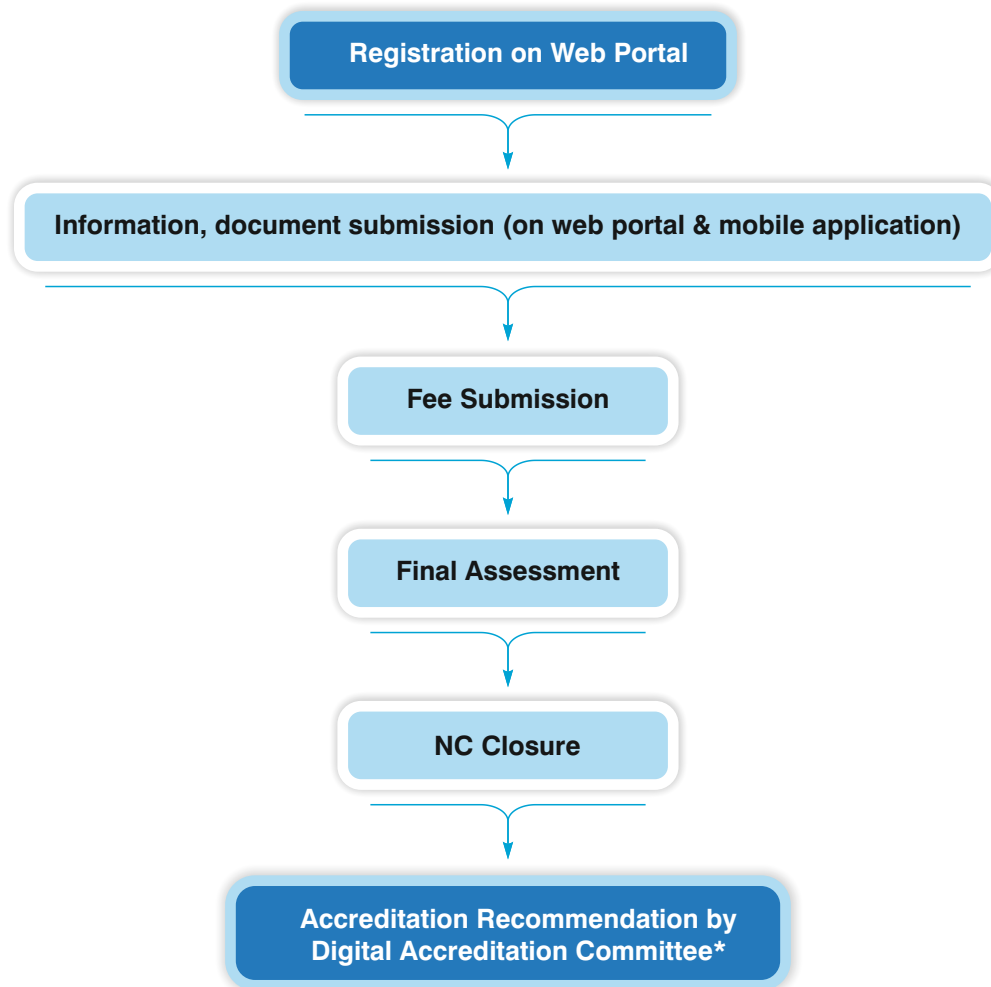 Registration on Web Portal
Information, document submission (on web portal & mobile application)
Fee Submission
Final Assessment
NC Closure
Accreditation Recommendation by
Digital Accreditation Committee*